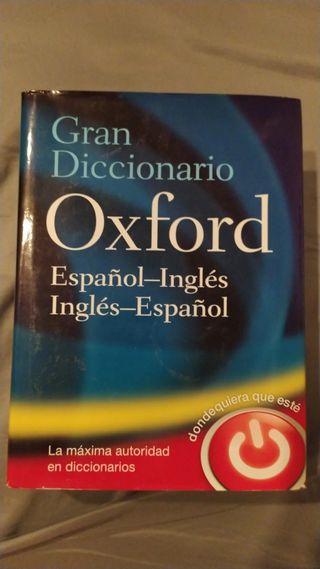 Gran
Diccionario
Oxford
Español–Inglés
Inglés–Español
dondequiera que esté
La máxima autoridad
en diccionarios